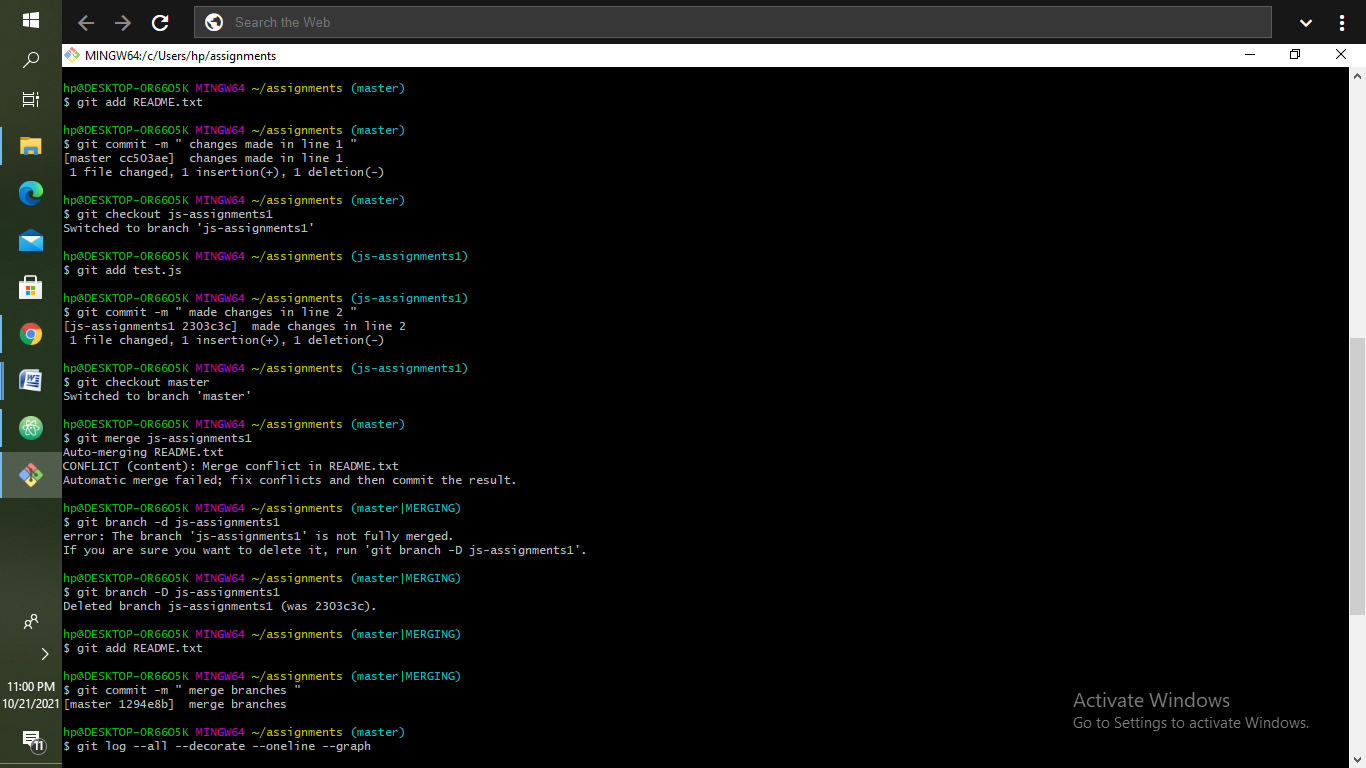 Search the Web
MINGW64:/c/Users/hp/assignments
hp@DESKTOP-OR66O5K MINGW64 ~/assignments (master)
$ git add README.txt
hp@DESKTOP-OR66O5K MINGW64 ~/assignments (master)
$ git commit -m " changes made in line 1 "
[master cc503ae]  changes made in line 1
 1 file changed, 1 insertion(+), 1 deletion(-)
hp@DESKTOP-OR66O5K MINGW64 ~/assignments (master)
$ git checkout js-assignments1
Switched to branch 'js-assignments1'
hp@DESKTOP-OR66O5K MINGW64 ~/assignments (js-assignments1)
$ git add test.js
hp@DESKTOP-OR66O5K MINGW64 ~/assignments (js-assignments1)
$ git commit -m " made changes in line 2 "
[js-assignments1 2303c3c]  made changes in line 2
 1 file changed, 1 insertion(+), 1 deletion(-)
hp@DESKTOP-OR66O5K MINGW64 ~/assignments (js-assignments1)
$ git checkout master
Switched to branch 'master'
hp@DESKTOP-OR66O5K MINGW64 ~/assignments (master)
$ git merge js-assignments1
Auto-merging README.txt
CONFLICT (content): Merge conflict in README.txt
Automatic merge failed; fix conflicts and then commit the result.
hp@DESKTOP-OR66O5K MINGW64 ~/assignments (master|MERGING)
$ git branch -d js-assignments1
error: The branch 'js-assignments1' is not fully merged.
If you are sure you want to delete it, run 'git branch -D js-assignments1'.
hp@DESKTOP-OR66O5K MINGW64 ~/assignments (master|MERGING)
$ git branch -D js-assignments1
Deleted branch js-assignments1 (was 2303c3c).
hp@DESKTOP-OR66O5K MINGW64 ~/assignments (master|MERGING)
$ git add README.txt
hp@DESKTOP-OR66O5K MINGW64 ~/assignments (master|MERGING)
$ git commit -m " merge branches "
[master 1294e8b]  merge branches
hp@DESKTOP-OR66O5K MINGW64 ~/assignments (master)
$ git log --all --decorate --oneline --graph
11:00 PM
10/21/2021
11
Activate Windows
Go to Settings to activate Windows.